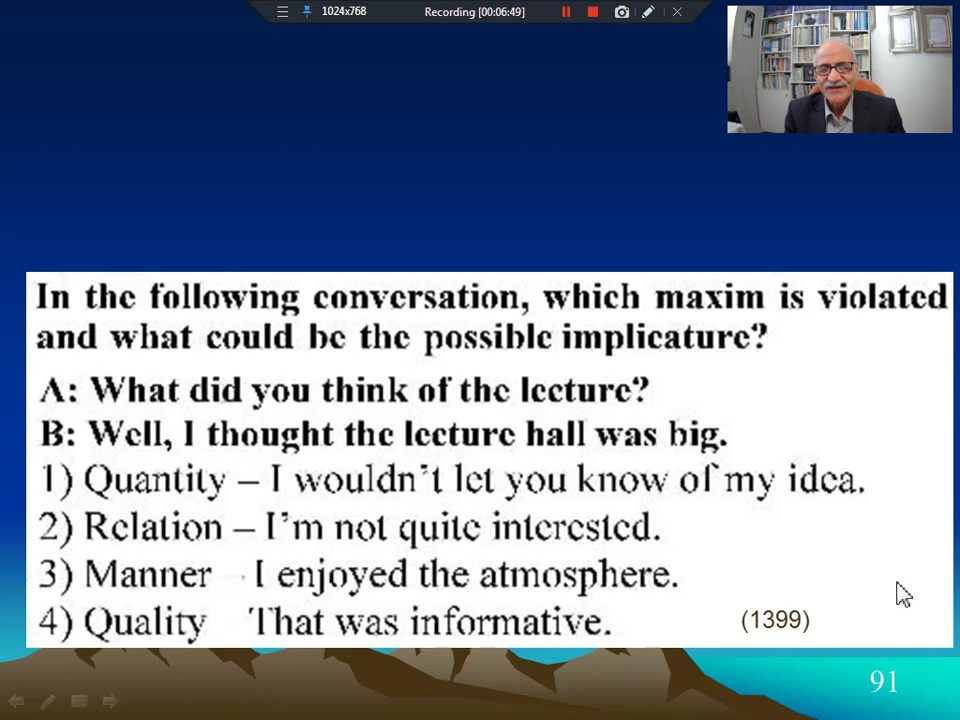 1024x768
Recording [00:06:49]
In the following conversation, which maxim is violated
and what could be the possible implicature?
A: What did you think of the lecture?
B: Well, I thought the lecture hall was big.
1) Quantity – I wouldn't let you know of my idea.
2) Relation – I'm not quite interested.
3) Manner - I enjoyed the atmosphere.
4) Quality That was informative.
(1399)
91